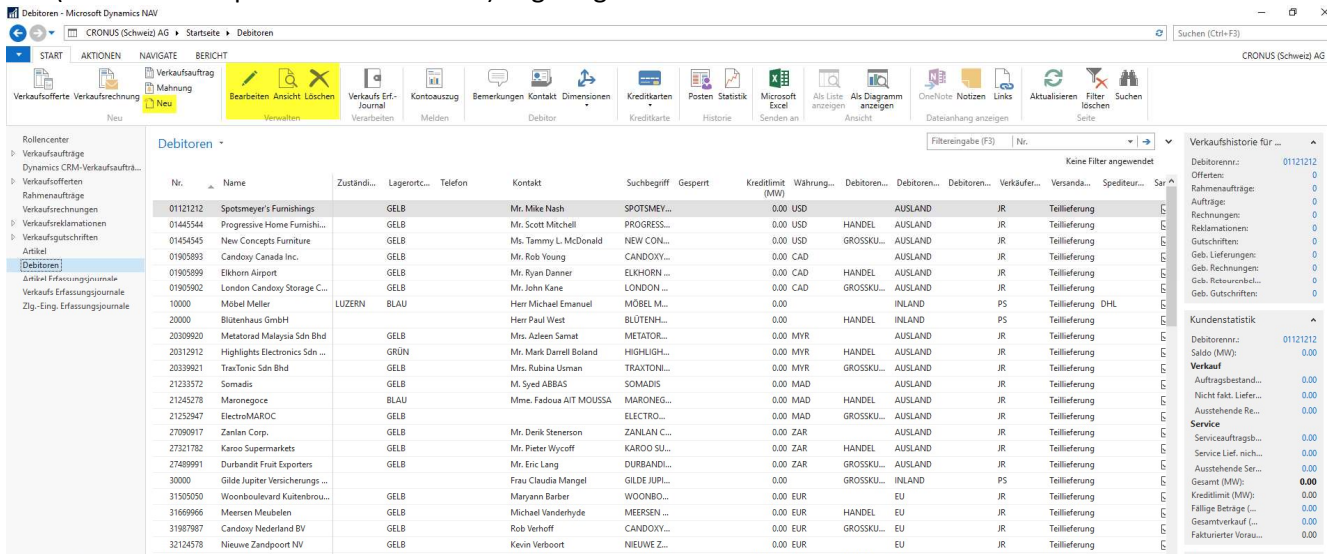 Debitoren - Microsoft Dynamics NAV
CRONUS (Schweiz) AG ▸ Startseite ▸ Debitoren
Suchen (Ctrl+F3)
START AKTIONEN NAVIGATE BERICHT
CRONUS (Schweiz) AG
Verkaufsofferte Verkaufsrechnung Verkaufsauftrag Mahnung Neu
Bearbeiten Ansicht Löschen
Verkaufs Erf.-Journal
Kontoauszug
Bemerkungen Kontakt Dimensionen
Kreditkarten
Posten Statistik
Microsoft Excel
Als Liste anzeigen Als Diagramm anzeigen
OneNote Notizen Links
Aktualisieren Filter löschen Suchen
Neu Verwalten Verarbeiten Melden Debitor Kreditkarte Historie Senden an Ansicht Dateianhang anzeigen Seite
Rollencenter
Verkaufsaufträge
Dynamics CRM-Verkaufsaufträ...
Verkaufsofferten
Rahmenaufträge
Verkaufsrechnungen
Verkaufsreklamationen
Verkaufsgutschriften
Artikel
Debitoren
Artikel Erfassungsjournale
Verkaufs Erfassungsjournale
Zlg.-Eing. Erfassungsjournale
Debitoren
Filtereingabe (F3) Nr.
Keine Filter angewendet
Nr. Name Zuständi... Lagerortc... Telefon Kontakt Suchbegriff Gesperrt Kreditlimit (MW) Währung... Debitoren... Debitoren... Debitoren... Verkäufer... Versanda... Spediteur... Sar
01121212 Spotsmeyer's Furnishings GELB Mr. Mike Nash SPOTSMEY... 0.00 USD AUSLAND JR Teillieferung
01445544 Progressive Home Furnishi... GELB Mr. Scott Mitchell PROGRESS... 0.00 USD HANDEL AUSLAND JR Teillieferung
01454545 New Concepts Furniture GELB Ms. Tammy L. McDonald NEW CON... 0.00 USD GROSSKU... AUSLAND JR Teillieferung
01905893 Candoxy Canada Inc. GELB Mr. Rob Young CANDOXY... 0.00 CAD AUSLAND JR Teillieferung
01905899 Elkhorn Airport GELB Mr. Ryan Danner ELKHORN ... 0.00 CAD HANDEL AUSLAND JR Teillieferung
01905902 London Candoxy Storage C... GELB Mr. John Kane LONDON ... 0.00 CAD GROSSKU... AUSLAND JR Teillieferung
10000 Möbel Meller LUZERN BLAU Herr Michael Emanuel MÖBEL M... 0.00 INLAND PS Teillieferung DHL
20000 Blütenhaus GmbH Herr Paul West BLÜTENH... 0.00 HANDEL INLAND PS Teillieferung
20309920 Metatorad Malaysia Sdn Bhd GELB Mrs. Azleen Samat METATOR... 0.00 MYR AUSLAND JR Teillieferung
20312912 Highlights Electronics Sdn ... GRÜN Mr. Mark Darrell Boland HIGHLIGH... 0.00 MYR HANDEL AUSLAND JR Teillieferung
20339921 TraxTonic Sdn Bhd GELB Mrs. Rubina Usman TRAXTONI... 0.00 MYR GROSSKU... AUSLAND JR Teillieferung
21233572 Somadis GELB M. Syed ABBAS SOMADIS 0.00 MAD AUSLAND JR Teillieferung
21245278 Maronegoce BLAU Mme. Fadoua AIT MOUSSA MARONEG... 0.00 MAD HANDEL AUSLAND JR Teillieferung
21252947 ElectroMAROC GELB ELECTRO... 0.00 MAD GROSSKU... AUSLAND JR Teillieferung
27090917 Zanlan Corp. GELB Mr. Derik Stenerson ZANLAN C... 0.00 ZAR AUSLAND JR Teillieferung
27321782 Karoo Supermarkets GELB Mr. Pieter Wycoff KAROO SU... 0.00 ZAR HANDEL AUSLAND JR Teillieferung
27489991 Durbandit Fruit Exporters GELB Mr. Eric Lang DURBANDI... 0.00 ZAR GROSSKU... AUSLAND JR Teillieferung
30000 Gilde Jupiter Versicherungs ... Frau Claudia Mangel GILDE JUPI... 0.00 GROSSKU... INLAND PS Teillieferung
31505050 Woonboulevard Kuitenbrou... GELB Maryann Barber WOONBO... 0.00 EUR EU JR Teillieferung
31669966 Meersen Meubelen GELB Michael Vanderhyde MEERSEN ... 0.00 EUR HANDEL EU JR Teillieferung
31987987 Candoxy Nederland BV GELB Rob Verhoff CANDOXY... 0.00 EUR GROSSKU... EU JR Teillieferung
32124578 Nieuwe Zandpoort NV GELB Kevin Verboort NIEUWE Z... 0.00 EUR EU JR Teillieferung
Verkaufshistorie für ...
Debitorennr.: 01121212
Offerten: 0
Rahmenaufträge: 0
Aufträge: 0
Rechnungen: 0
Reklamationen: 0
Gutschriften: 0
Geb. Lieferungen: 0
Geb. Rechnungen: 0
Geb. Retourenbel... 0
Geb. Gutschriften: 0
Kundenstatistik
Debitorennr.: 01121212
Saldo (MW): 0.00
Verkauf
Auftragsbestand... 0.00
Nicht fakt. Liefer... 0.00
Ausstehende Re... 0.00
Service
Serviceauftragsb... 0.00
Service Lief. nich... 0.00
Ausstehende Ser... 0.00
Gesamt (MW): 0.00
Kreditlimit (MW): 0.00
Fällige Beträge (... 0.00
Gesamtverkauf (... 0.00
Fakturierter Vorau... 0.00